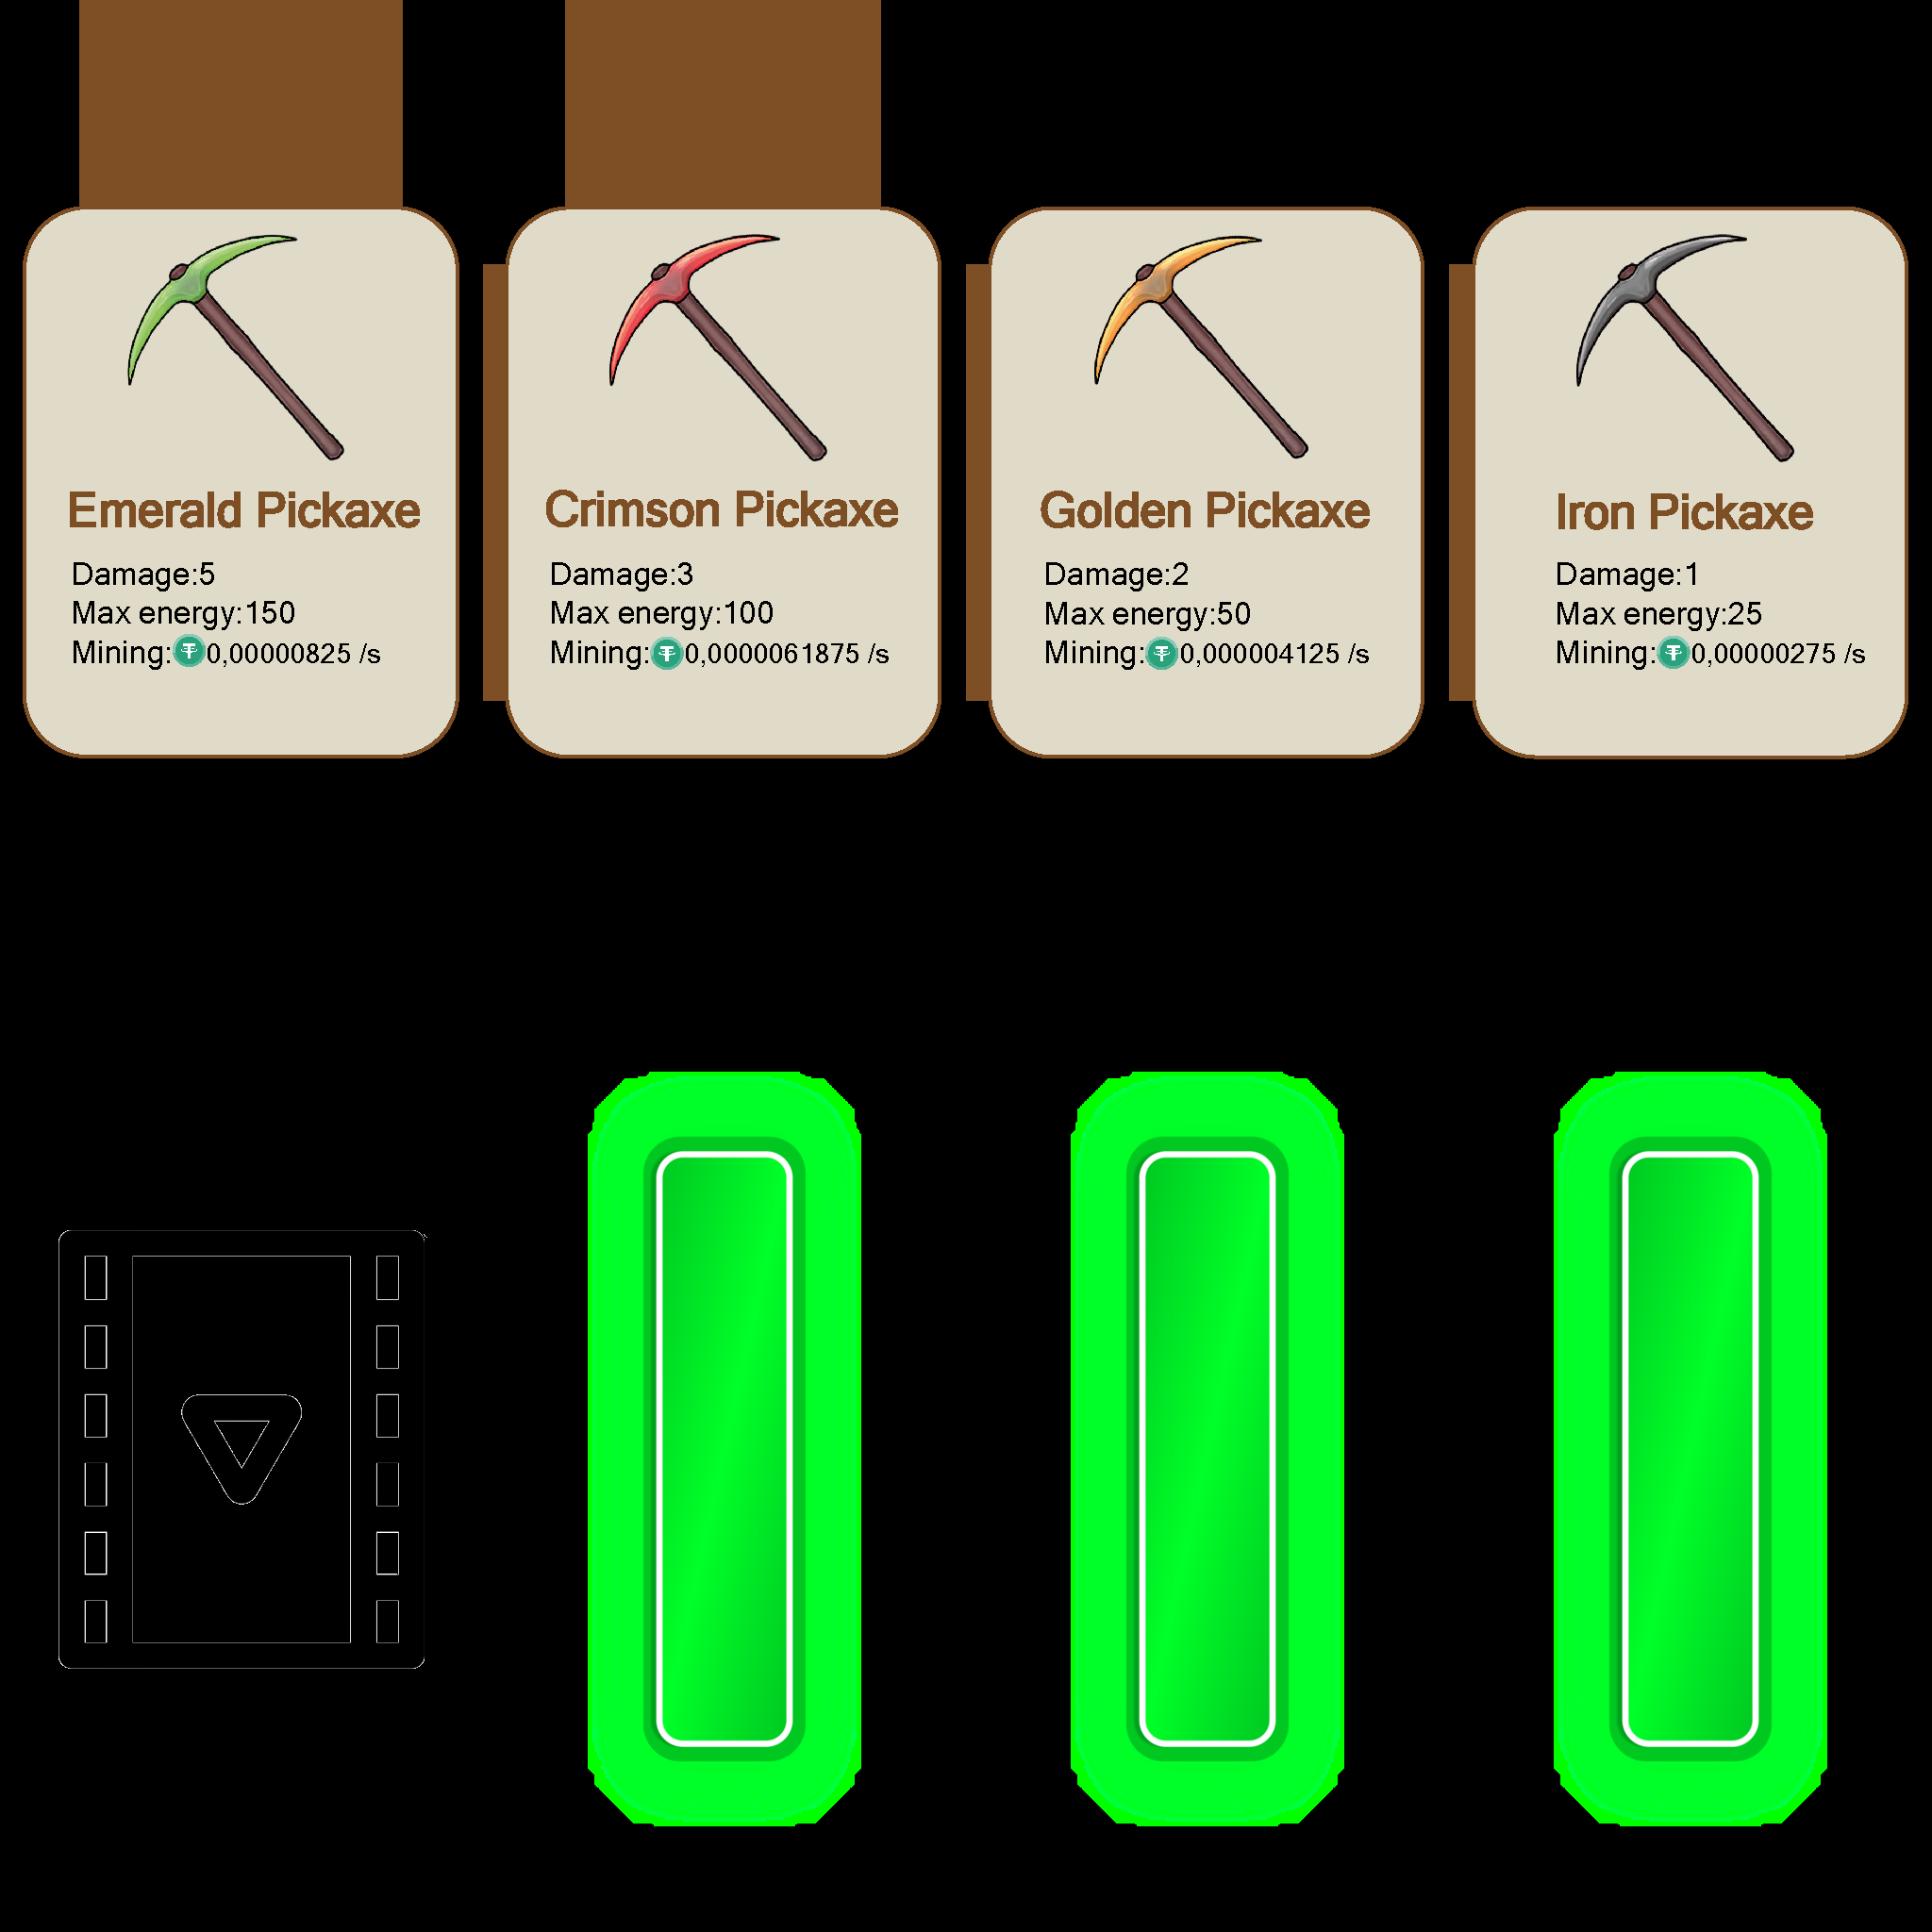 Emerald Pickaxe
Damage:5
Max energy:150
Mining:0,00000825 /s
Crimson Pickaxe
Damage:3
Max energy:100
Mining:0,0000061875 /s
Golden Pickaxe
Damage:2
Max energy:50
Mining:0,000004125 /s
Iron Pickaxe
Damage:1
Max energy:25
Mining:0,00000275 /s